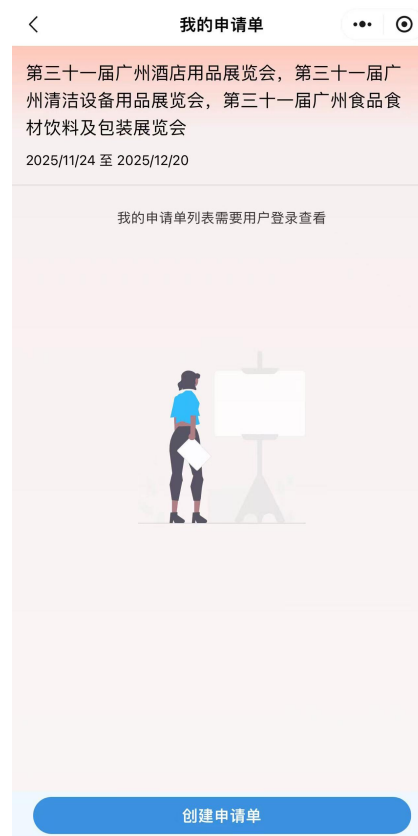 我的申请单
第三十一届广州酒店用品展览会，第三十一届广
州清洁设备用品展览会，第三十一届广州食品食
材饮料及包装展览会
2025/11/24 至 2025/12/20
我的申请单列表需要用户登录查看
创建申请单